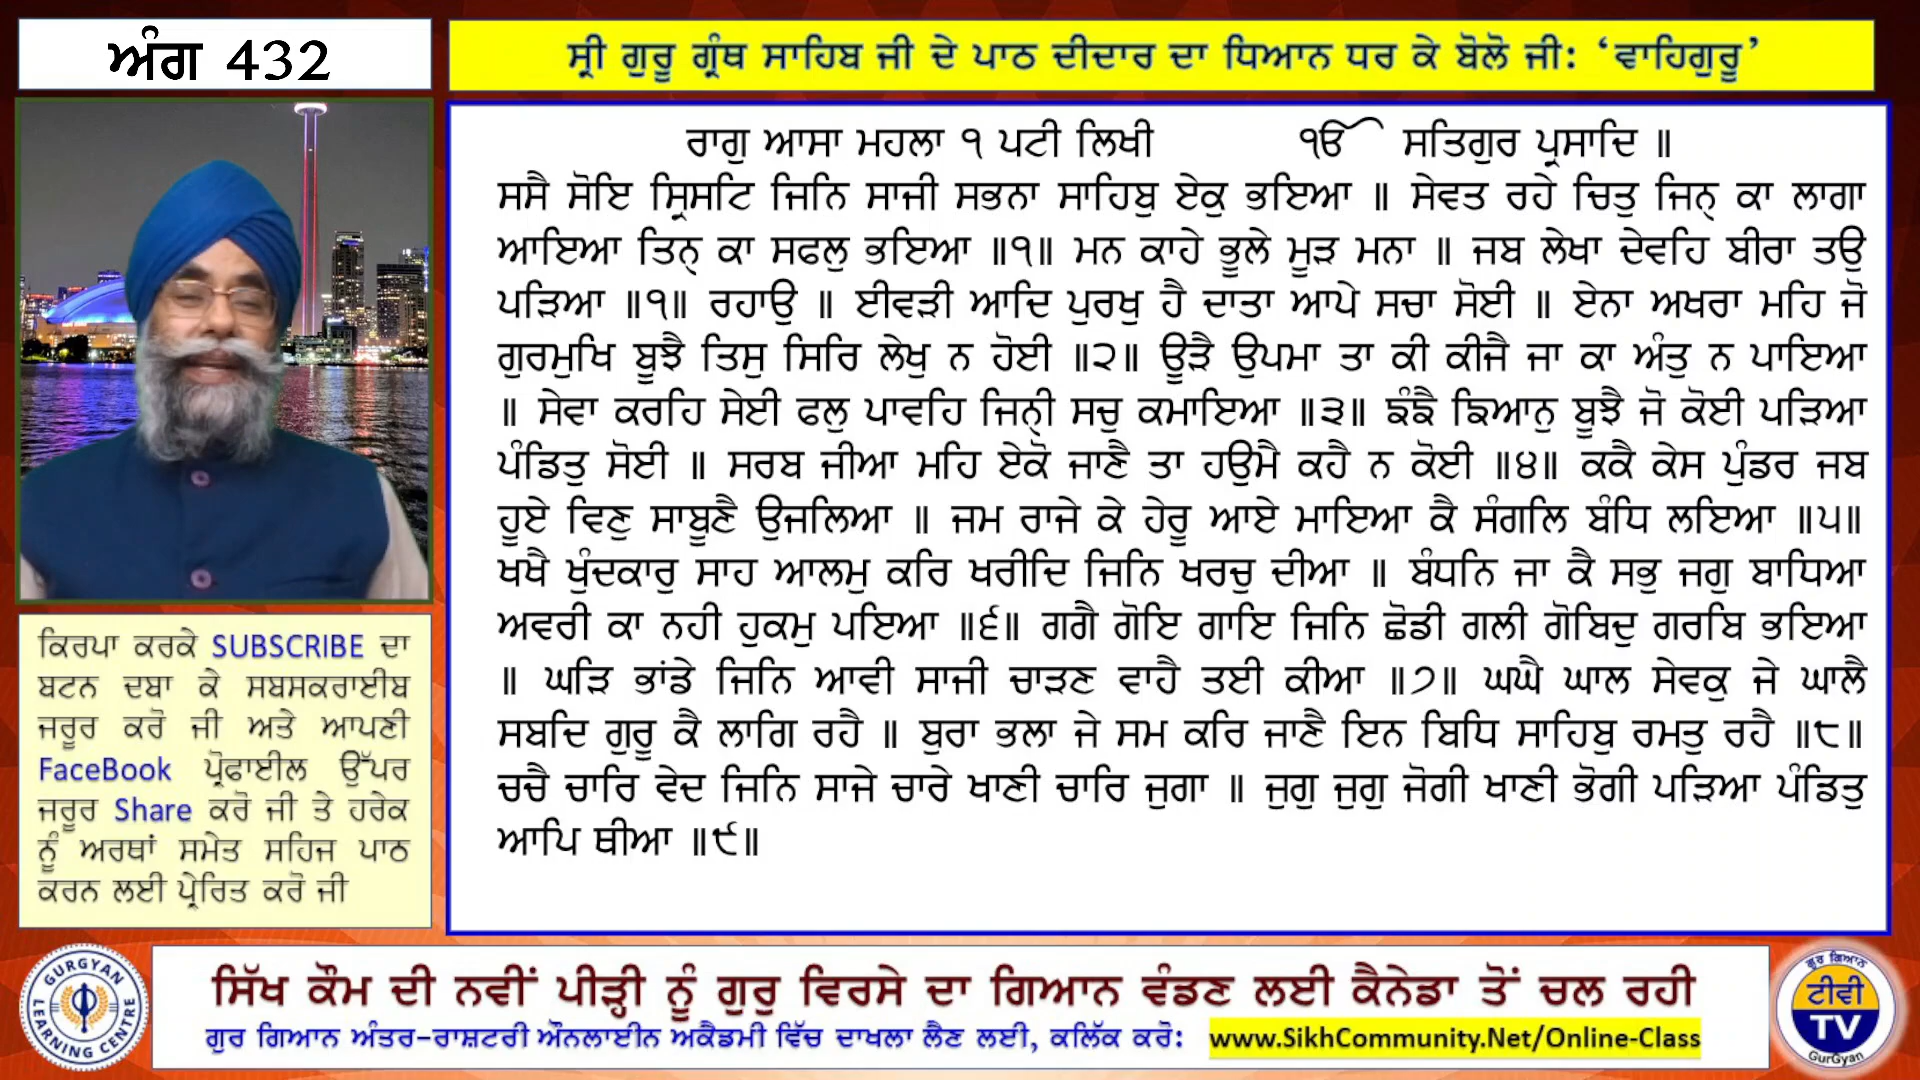 ਅੰਗ 432
ਸ੍ਰੀ ਗੁਰੂ ਗ੍ਰੰਥ ਸਾਹਿਬ ਜੀ ਦੇ ਪਾਠ ਦੀਦਾਰ ਦਾ ਧਿਆਨ ਧਰ ਕੇ ਬੋਲੋ ਜੀ: ‘ਵਾਹਿਗੁਰੂ’
ਰਾਗੁ ਆਸਾ ਮਹਲਾ ੧ ਪਟੀ ਲਿਖੀ ੴ ਸਤਿਗੁਰ ਪ੍ਰਸਾਦਿ ॥
ਸਸੈ ਸੋਇ ਸ੍ਰਿਸਟਿ ਜਿਨਿ ਸਾਜੀ ਸਭਨਾ ਸਾਹਿਬੁ ਏਕੁ ਭਇਆ ॥ ਸੇਵਤ ਰਹੇ ਚਿਤੁ ਜਿਨ੍ ਕਾ ਲਾਗਾ
ਆਇਆ ਤਿਨ੍ ਕਾ ਸਫਲੁ ਭਇਆ ॥੧॥ ਮਨ ਕਾਹੇ ਭੂਲੇ ਮੂੜ ਮਨਾ ॥ ਜਬ ਲੇਖਾ ਦੇਵਹਿ ਬੀਰਾ ਤਉ
ਪੜਿਆ ॥੧॥ ਰਹਾਉ ॥ ਈਵੜੀ ਆਦਿ ਪੁਰਖੁ ਹੈ ਦਾਤਾ ਆਪੇ ਸਚਾ ਸੋਈ ॥ ਏਨਾ ਅਖਰਾ ਮਹਿ ਜੋ
ਗੁਰਮੁਖਿ ਬੂਝੈ ਤਿਸੁ ਸਿਰਿ ਲੇਖੁ ਨ ਹੋਈ ॥੨॥ ਊੜੈ ਉਪਮਾ ਤਾ ਕੀ ਕੀਜੈ ਜਾ ਕਾ ਅੰਤੁ ਨ ਪਾਇਆ
॥ ਸੇਵਾ ਕਰਹਿ ਸੇਈ ਫਲੁ ਪਾਵਹਿ ਜਿਨੀ੍ ਸਚੁ ਕਮਾਇਆ ॥੩॥ ਙੰਙੈ ਙਿਆਨੁ ਬੂਝੈ ਜੋ ਕੋਈ ਪੜਿਆ
ਪੰਡਿਤੁ ਸੋਈ ॥ ਸਰਬ ਜੀਆ ਮਹਿ ਏਕੋ ਜਾਣੈ ਤਾ ਹਉਮੈ ਕਹੈ ਨ ਕੋਈ ॥੪॥ ਕਕੈ ਕੇਸ ਪੁੰਡਰ ਜਬ
ਹੂਏ ਵਿਣੁ ਸਾਬੂਣੈ ਉਜਲਿਆ ॥ ਜਮ ਰਾਜੇ ਕੇ ਹੇਰੂ ਆਏ ਮਾਇਆ ਕੈ ਸੰਗਲਿ ਬੰਧਿ ਲਇਆ ॥੫॥
ਖਖੈ ਖੁੰਦਕਾਰੁ ਸਾਹ ਆਲਮੁ ਕਰਿ ਖਰੀਦਿ ਜਿਨਿ ਖਰਚੁ ਦੀਆ ॥ ਬੰਧਨਿ ਜਾ ਕੈ ਸਭੁ ਜਗੁ ਬਾਧਿਆ
ਅਵਰੀ ਕਾ ਨਹੀ ਹੁਕਮੁ ਪਇਆ ॥੬॥ ਗਗੈ ਗੋਇ ਗਾਇ ਜਿਨਿ ਛੋਡੀ ਗਲੀ ਗੋਬਿਦੁ ਗਰਬਿ ਭਇਆ
॥ ਘੜਿ ਭਾਂਡੇ ਜਿਨਿ ਆਵੀ ਸਾਜੀ ਚਾੜਣ ਵਾਹੈ ਤਈ ਕੀਆ ॥੭॥ ਘਘੈ ਘਾਲ ਸੇਵਕੁ ਜੇ ਘਾਲੈ
ਸਬਦਿ ਗੁਰੂ ਕੈ ਲਾਗਿ ਰਹੈ ॥ ਬੁਰਾ ਭਲਾ ਜੇ ਸਮ ਕਰਿ ਜਾਣੈ ਇਨ ਬਿਧਿ ਸਾਹਿਬੁ ਰਮਤੁ ਰਹੈ ॥੮॥
ਚਚੈ ਚਾਰਿ ਵੇਦ ਜਿਨਿ ਸਾਜੇ ਚਾਰੇ ਖਾਣੀ ਚਾਰਿ ਜੁਗਾ ॥ ਜੁਗੁ ਜੁਗੁ ਜੋਗੀ ਖਾਣੀ ਭੋਗੀ ਪੜਿਆ ਪੰਡਿਤੁ
ਆਪਿ ਥੀਆ ॥੯॥
ਕਿਰਪਾ ਕਰਕੇ SUBSCRIBE ਦਾ
ਬਟਨ ਦਬਾ ਕੇ ਸਬਸਕਰਾਈਬ
ਜਰੂਰ ਕਰੋ ਜੀ ਅਤੇ ਆਪਣੀ
FaceBook ਪ੍ਰੋਫਾਈਲ ਉੱਪਰ
ਜਰੂਰ Share ਕਰੋ ਜੀ ਤੇ ਹਰੇਕ
ਨੂੰ ਅਰਥਾਂ ਸਮੇਤ ਸਹਿਜ ਪਾਠ
ਕਰਨ ਲਈ ਪ੍ਰੇਰਿਤ ਕਰੋ ਜੀ
GURGYAN LEARNING CENTRE
ਸਿੱਖ ਕੌਮ ਦੀ ਨਵੀਂ ਪੀੜ੍ਹੀ ਨੂੰ ਗੁਰੁ ਵਿਰਸੇ ਦਾ ਗਿਆਨ ਵੰਡਣ ਲਈ ਕੈਨੇਡਾ ਤੋਂ ਚਲ ਰਹੀ
ਗੁਰ ਗਿਆਨ ਅੰਤਰ-ਰਾਸ਼ਟਰੀ ਔਨਲਾਈਨ ਅਕੈਡਮੀ ਵਿੱਚ ਦਾਖਲਾ ਲੈਣ ਲਈ, ਕਲਿੱਕ ਕਰੋ: www.SikhCommunity.Net/Online-Class
ਗੁਰ ਗਿਆਨ
ਟੀਵੀ
TV
GurGyan